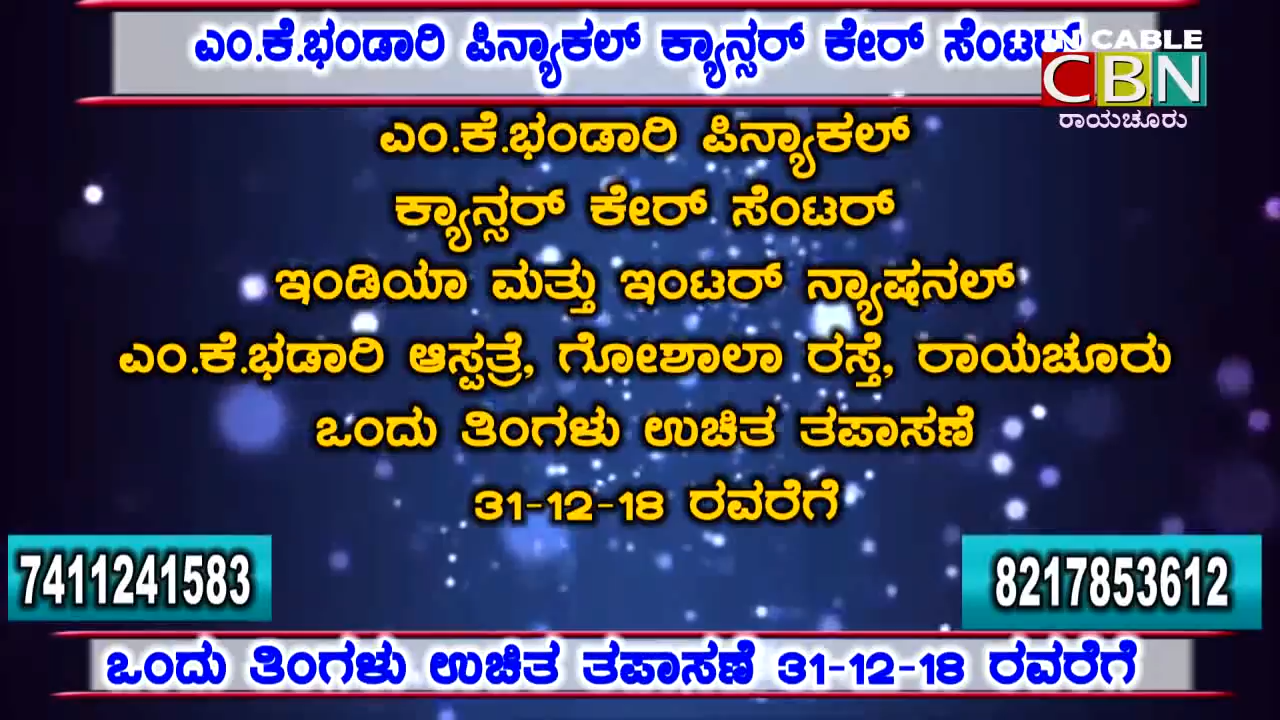 ಎಂ.ಕೆ.ಭಂಡಾರಿ ಪಿನ್ಯಾಕಲ್ ಕ್ಯಾನ್ಸರ್ ಕೇರ್ ಸೆಂಟರ್
IN CABLE
CBN
ರಾಯಚೂರು
ಎಂ.ಕೆ.ಭಂಡಾರಿ ಪಿನ್ಯಾಕಲ್
ಕ್ಯಾನ್ಸರ್ ಕೇರ್ ಸೆಂಟರ್
ಇಂಡಿಯಾ ಮತ್ತು ಇಂಟರ್ ನ್ಯಾಷನಲ್
ಎಂ.ಕೆ.ಭಡಾರಿ ಆಸ್ಪತ್ರೆ, ಗೋಶಾಲಾ ರಸ್ತೆ, ರಾಯಚೂರು
ಒಂದು ತಿಂಗಳು ಉಚಿತ ತಪಾಸಣೆ
31-12-18 ರವರೆಗೆ
7411241583
8217853612
ಒಂದು ತಿಂಗಳು ಉಚಿತ ತಪಾಸಣೆ 31-12-18 ರವರೆಗೆ